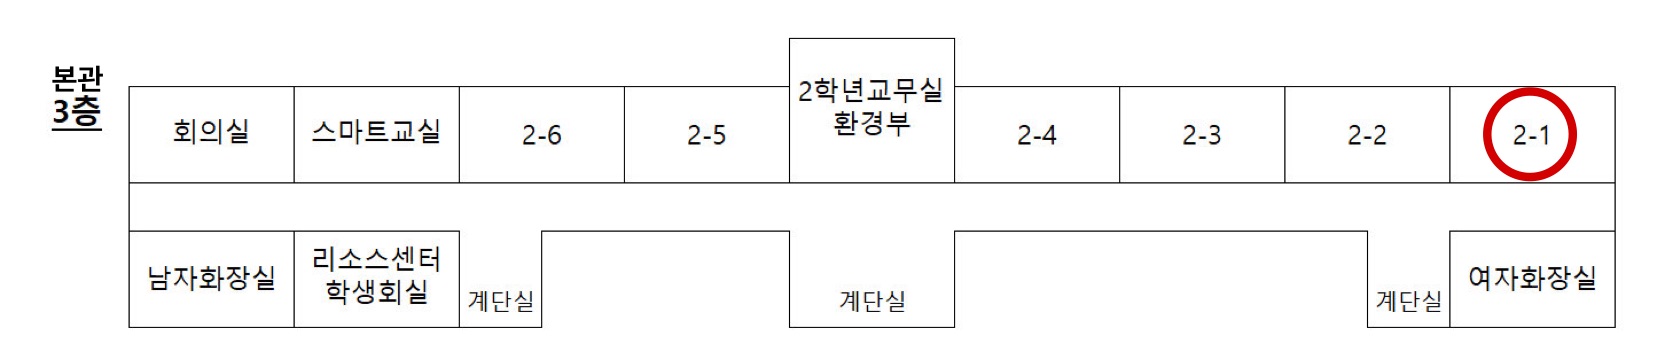 본관
3층
회의실
스마트교실
2-6
2-5
2학년교무실
환경부
2-4
2-3
2-2
2-1
남자화장실
리소스센터
학생회실
계단실
계단실
계단실
여자화장실